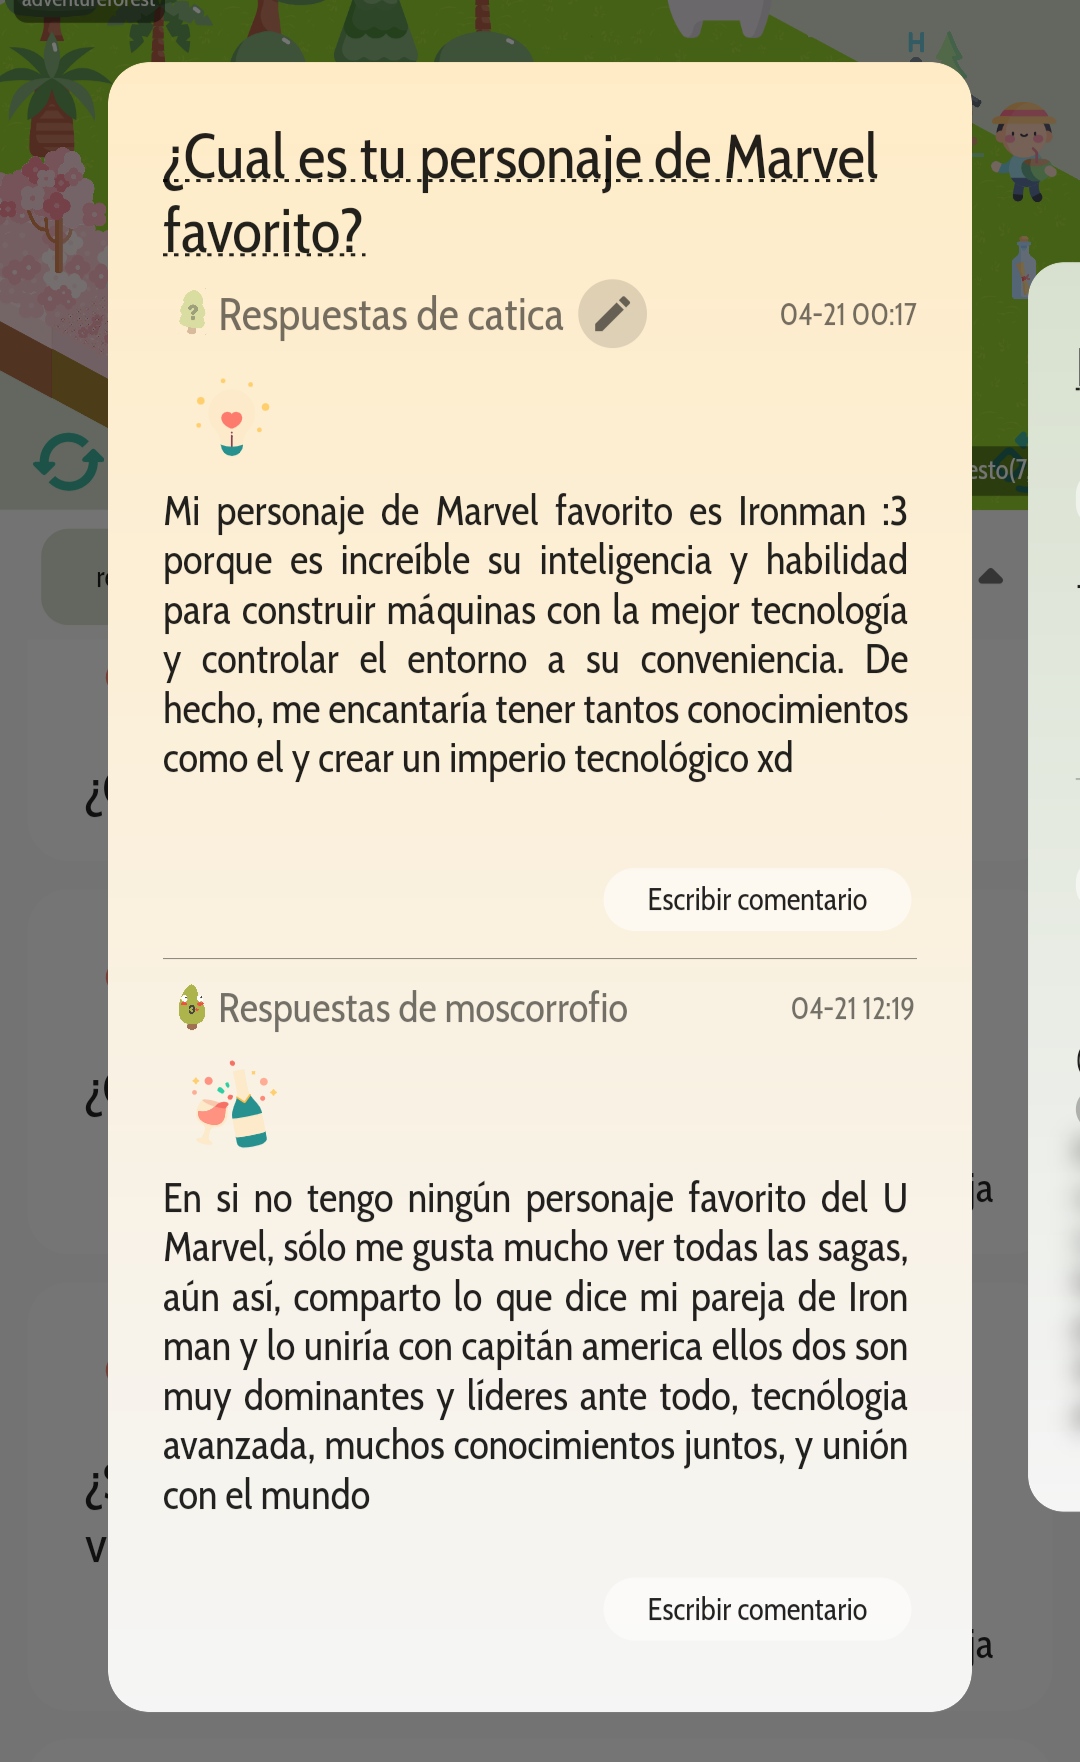 adventureforest
H
¿Cual es tu personaje de Marvel
favorito?
Respuestas de catica
04-21 00:17
Mi personaje de Marvel favorito es Ironman :3
porque es increíble su inteligencia y habilidad
para construir máquinas con la mejor tecnología
y controlar el entorno a su conveniencia. De
hecho, me encantaría tener tantos conocimientos
como el y crear un imperio tecnológico xd
Escribir comentario
Respuestas de moscorrofio
04-21 12:19
En si no tengo ningún personaje favorito del U
Marvel, sólo me gusta mucho ver todas las sagas,
aún así, comparto lo que dice mi pareja de Iron
man y lo uniría con capitán america ellos dos son
muy dominantes y líderes ante todo, tecnólogia
avanzada, muchos conocimientos juntos, y unión
con el mundo
Escribir comentario